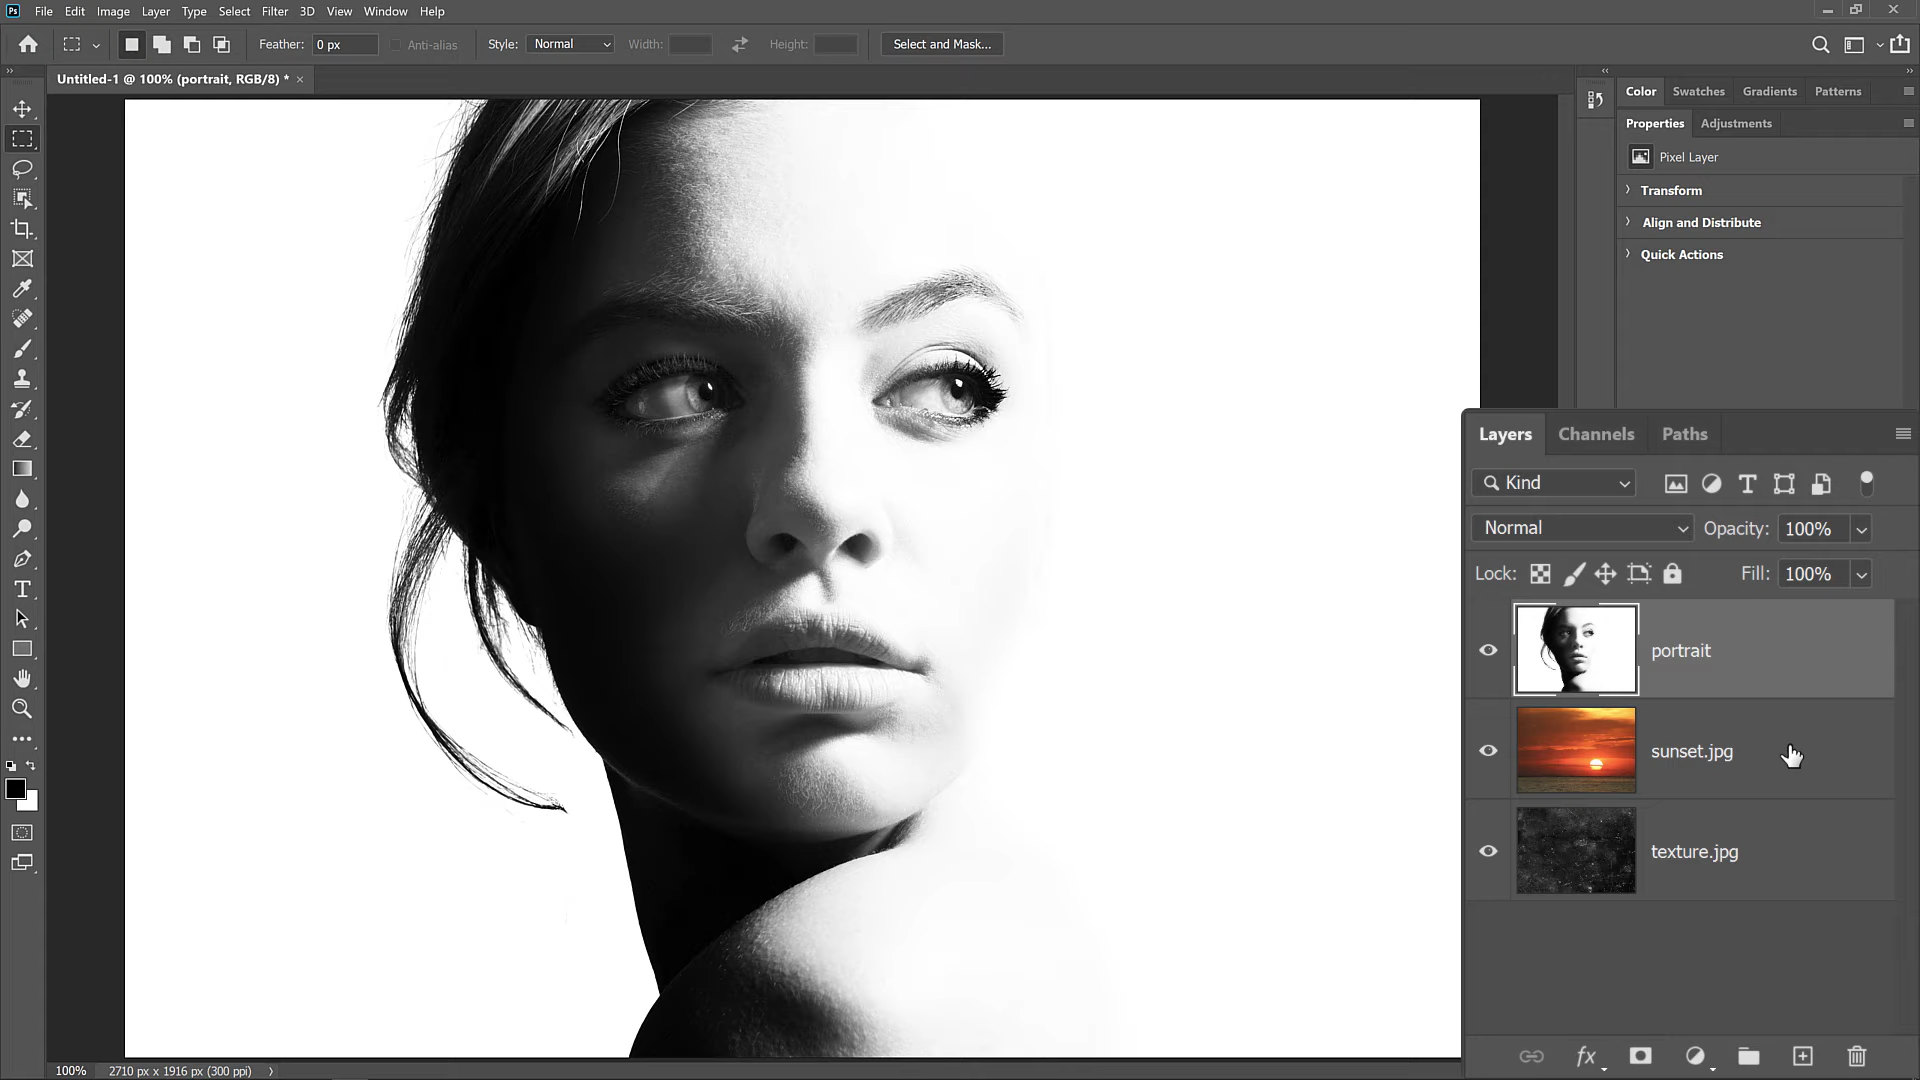 Ps File Edit Image Layer Type Select Filter 3D View Window Help
Feather: 0 px Anti-alias Style: Normal Width: Height: Select and Mask...
Untitled-1 @ 100% (portrait, RGB/8) * ×
Color Swatches Gradients Patterns
Properties Adjustments
Pixel Layer
Transform
Align and Distribute
Quick Actions
Layers Channels Paths
Kind
Normal Opacity: 100%
Lock: Fill: 100%
portrait
sunset.jpg
texture.jpg
fx
100% 2710 px x 1916 px (300 ppi)